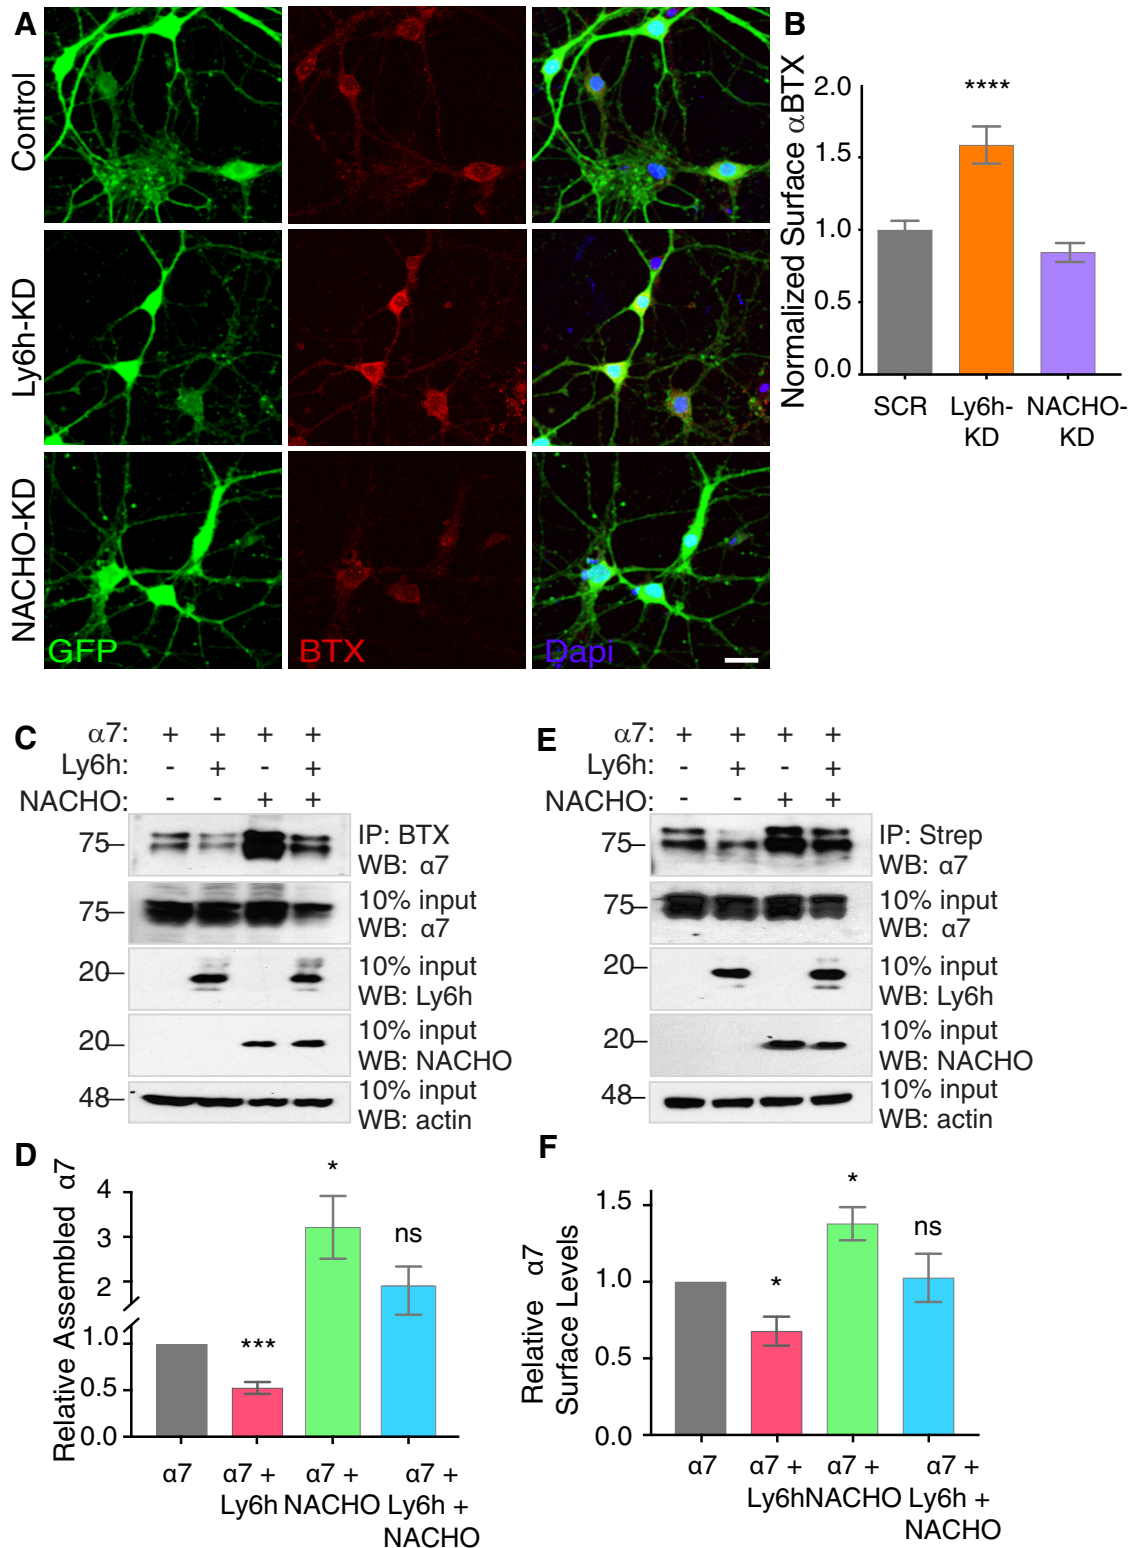 A
Control
Ly6h-KD
NACHO-KD
GFP
BTX
Dapi
B
Normalized Surface αBTX
2.0
1.5
1.0
0.5
0.0
****
SCR
Ly6h-
KD
NACHO-
KD
C
α7: + + + +
Ly6h: - + - +
NACHO: - - + +
75
IP: BTX
WB: α7
75
10% input
WB: α7
20
10% input
WB: Ly6h
20
10% input
WB: NACHO
48
10% input
WB: actin
E
α7: + + + +
Ly6h: - + - +
NACHO: - - + +
75
IP: Strep
WB: α7
75
10% input
WB: α7
20
10% input
WB: Ly6h
20
10% input
WB: NACHO
48
10% input
WB: actin
D
Relative Assembled α7
4
3
2
1.0
0.5
0.0
***
*
ns
α7
α7 +
Ly6h
α7 +
NACHO
α7 +
Ly6h +
NACHO
F
Relative α7
Surface Levels
1.5
1.0
0.5
0.0
*
*
ns
α7
α7 +
Ly6h
α7 +
NACHO
α7 +
Ly6h +
NACHO